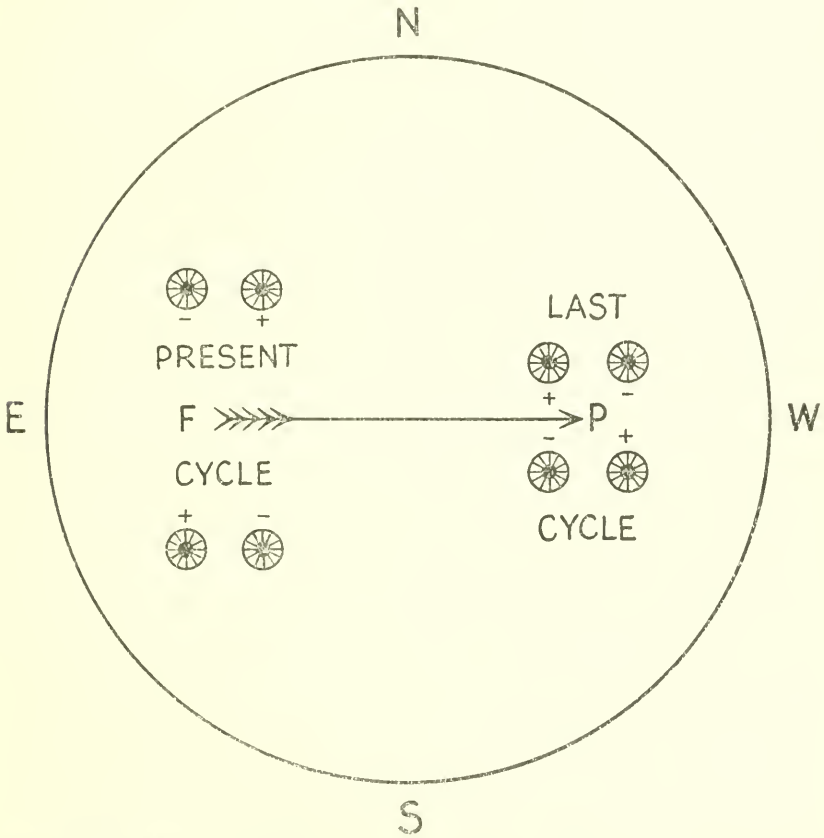 N
- +
PRESENT
LAST
+ -
E F P W
- +
CYCLE
CYCLE
+ -
S